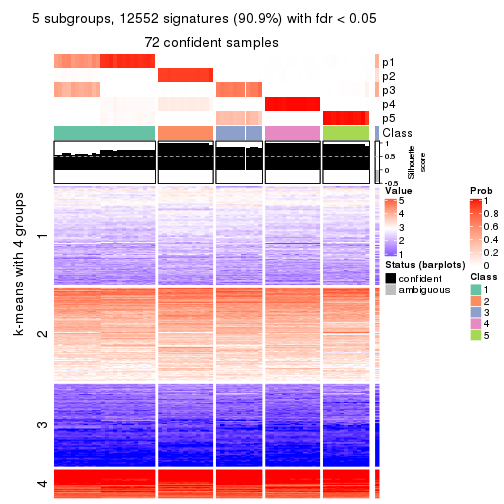 5 subgroups, 12552 signatures (90.9%) with fdr < 0.05
72 confident samples
p1
p2
p3
p4
p5
Class
1
0.5
0
-0.5
Silhouette
score
k-means with 4 groups
1
2
3
4
Value
5
4
3
2
1
Status (barplots)
confident
ambiguous
Prob
1
0.8
0.6
0.4
0.2
0
Class
1
2
3
4
5